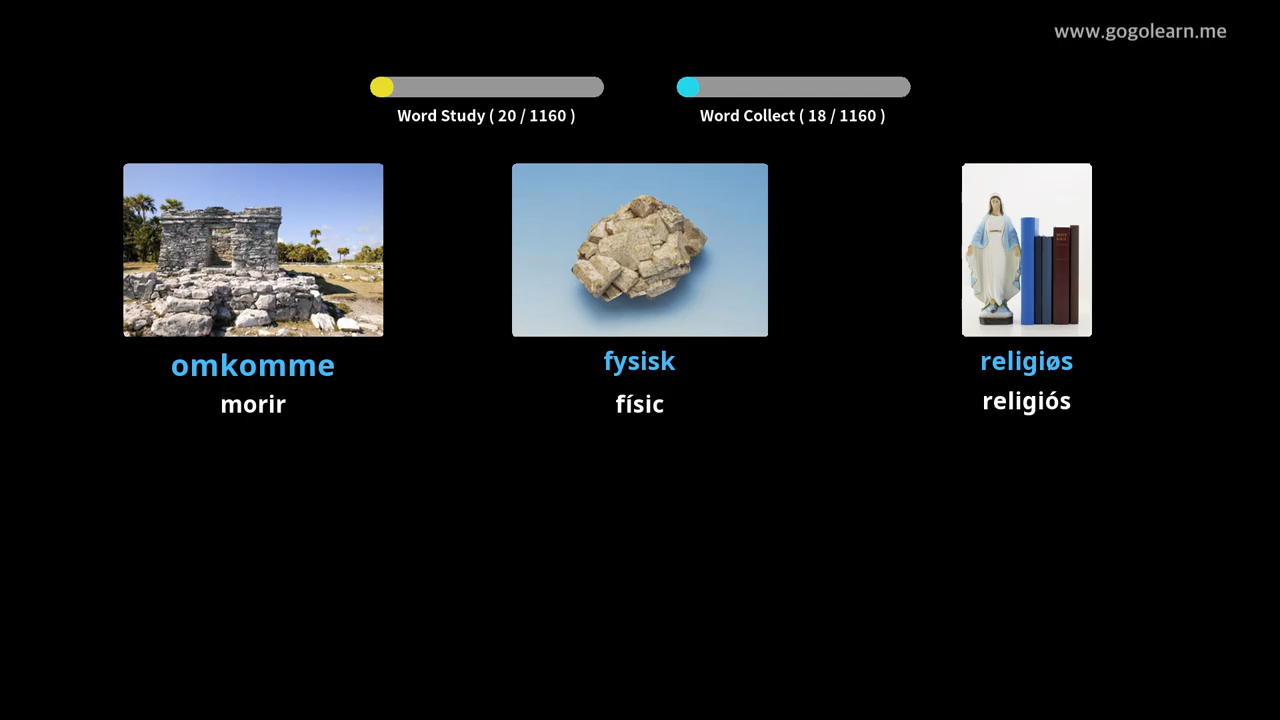 www.gogolearn.me
Word Study ( 20 / 1160 )
Word Collect ( 18 / 1160 )
omkomme
morir
fysisk
físic
religiøs
religiós